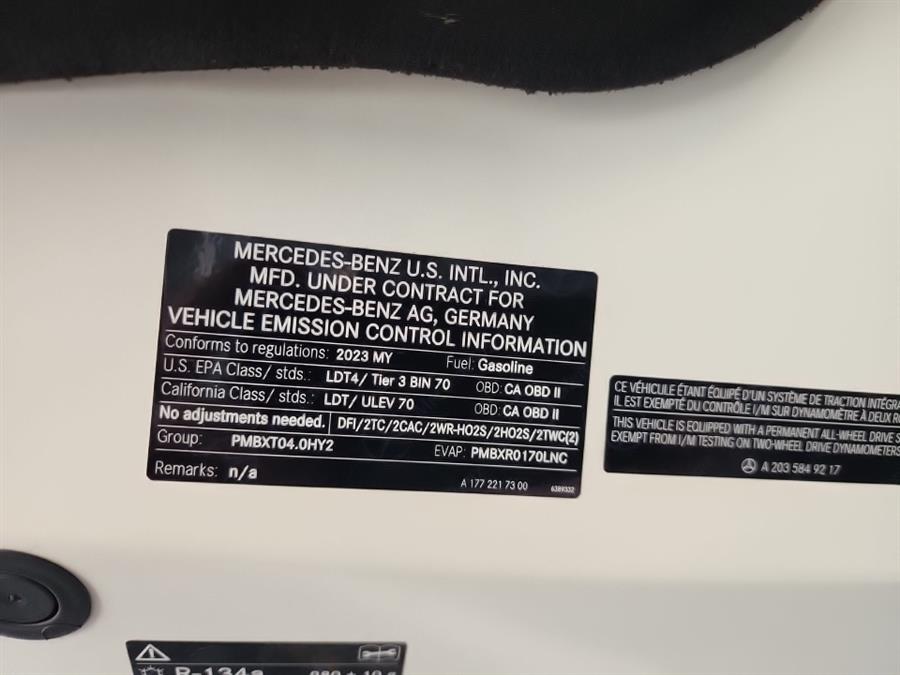 MERCEDES-BENZ U.S. INTL., INC.
MFD. UNDER CONTRACT FOR
MERCEDES-BENZ AG, GERMANY
VEHICLE EMISSION CONTROL INFORMATION
Conforms to regulations: 2023 MY Fuel: Gasoline
U.S. EPA Class/ stds.: LDT4/ Tier 3 BIN 70 OBD: CA OBD II
California Class/ stds.: LDT/ ULEV 70 OBD: CA OBD II
No adjustments needed. DFI/2TC/2CAC/2WR-HO2S/2HO2S/2TWC(2)
Group: PMBXT04.0HY2 EVAP: PMBXR0170LNC
Remarks: n/a
A 177 221 73 00 6389332
CE VÉHICULE ÉTANT ÉQUIPÉ D'UN SYSTÈME DE TRACTION
IL EST EXEMPTÉ DU CONTRÔLE I/M SUR DYNAMOMÈTRE À DEUX
THIS VEHICLE IS EQUIPPED WITH A PERMANENT ALL-WHEEL DRIVE
EXEMPT FROM I/M TESTING ON TWO-WHEEL DRIVE DYNAMOMETERS
A 203 584 92 17
R-134a